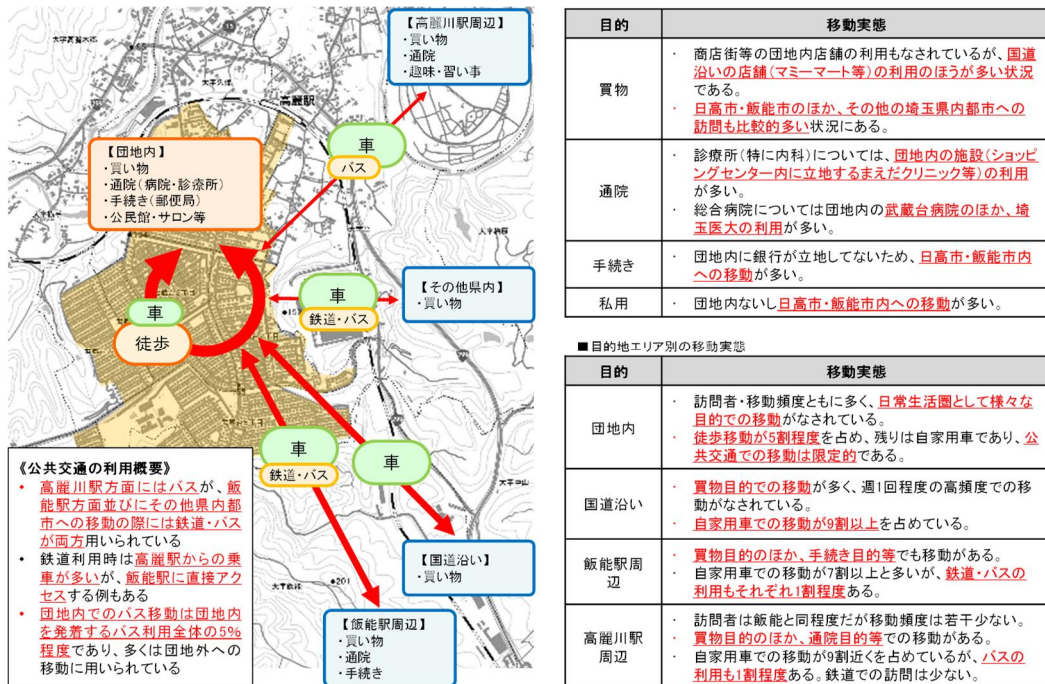 【高麗川駅周辺】
・買い物
・通院
・趣味・習い事
高麗駅
車
バス
【団地内】
・買い物
・通院(病院・診療所)
・手続き(郵便局)
・公民館・サロン等
車
鉄道・バス
【その他県内】
・買い物
車
徒歩
車
鉄道・バス
車
【国道沿い】
・買い物
【飯能駅周辺】
・買い物
・通院
・手続き
201
《公共交通の利用概要》
• 高麗川駅方面にはバスが、飯
能駅方面並びにその他県内都
市への移動の際には鉄道・バス
が両方用いられている
• 鉄道利用時は高麗駅からの乗
車が多いが、飯能駅に直接アク
セスする例もある
• 団地内でのバス移動は団地内
を発着するバス利用全体の5%
程度であり、多くは団地外への
移動に用いられている
目的 移動実態
買物
・ 商店街等の団地内店舗の利用もなされているが、国道
沿いの店舗(マミーマート等)の利用のほうが多い状況
である。
・ 日高市・飯能市のほか、その他の埼玉県内都市への
訪問も比較的多い状況にある。
通院
・ 診療所(特に内科)については、団地内の施設(ショッピ
ングセンター内に立地するまえだクリニック等)の利用
が多い。
・ 総合病院については団地内の武蔵台病院のほか、埼
玉医大の利用が多い。
手続き
・ 団地内に銀行が立地してないため、日高市・飯能市内
への移動が多い。
私用
・ 団地内ないし日高市・飯能市内への移動が多い。
■目的地エリア別の移動実態
目的 移動実態
団地内
・ 訪問者・移動頻度ともに多く、日常生活圏として様々な
目的での移動がなされている。
・ 徒歩移動が5割程度を占め、残りは自家用車であり、公
共交通での移動は限定的である。
国道沿い
・ 買物目的での移動が多く、週1回程度の高頻度での移
動がなされている。
・ 自家用車での移動が9割以上を占めている。
飯能駅周
辺
・ 買物目的のほか、手続き目的等でも移動がある。
・ 自家用車での移動が7割以上と多いが、鉄道・バスの
利用もそれぞれ1割程度ある。
高麗川駅
周辺
・ 訪問者は飯能と同程度だが移動頻度は若干少ない。
・ 買物目的のほか、通院目的等での移動がある。
・ 自家用車での移動が9割近くを占めているが、バスの
利用も1割程度ある。鉄道での訪問は少ない。